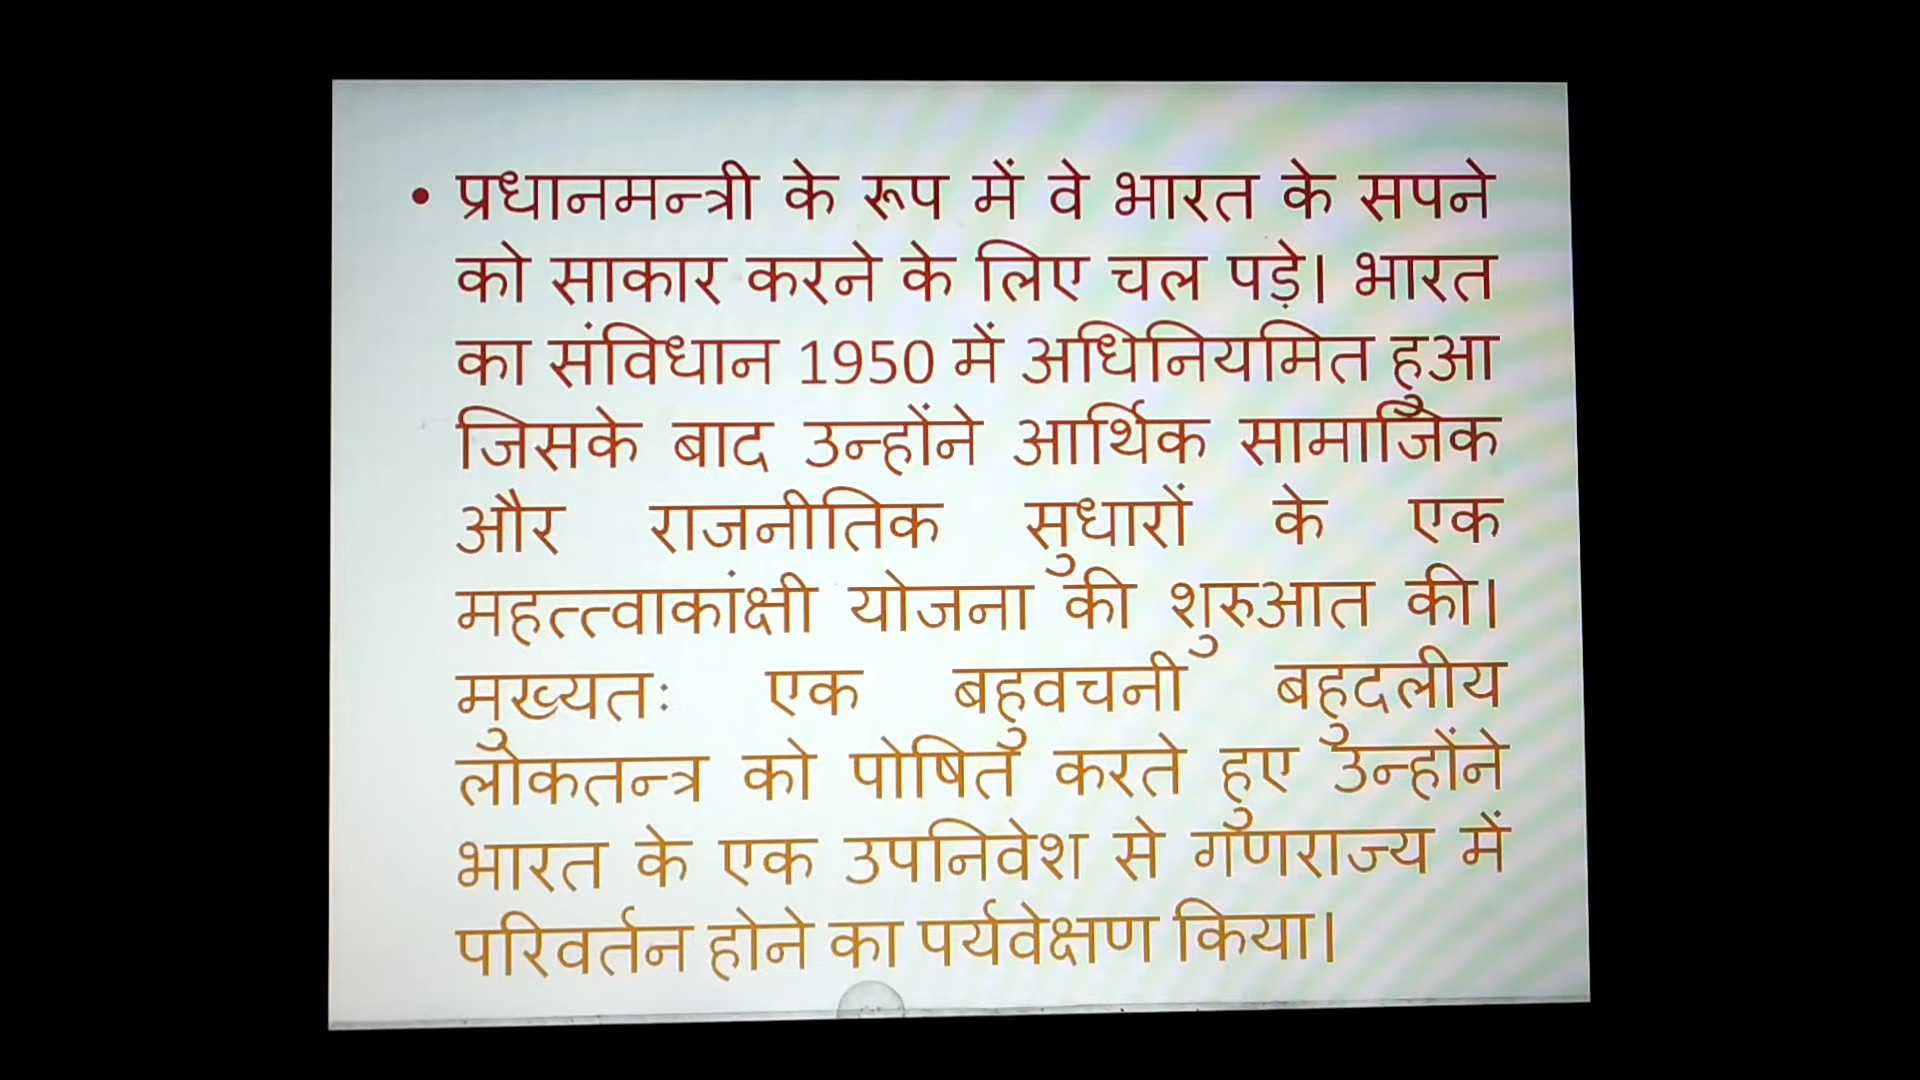 • प्रधानमन्त्री के रूप में वे भारत के सपने
को साकार करने के लिए चल पड़े। भारत
का संविधान 1950 में अधिनियमित हुआ
जिसके बाद उन्होंने आर्थिक सामाजिक
और राजनीतिक सुधारों के एक
महत्त्वाकांक्षी योजना की शुरुआत की।
मुख्यतः एक बहुवचनी बहुदलीय
लोकतन्त्र को पोषित करते हुए उन्होंने
भारत के एक उपनिवेश से गणराज्य में
परिवर्तन होने का पर्यवेक्षण किया।